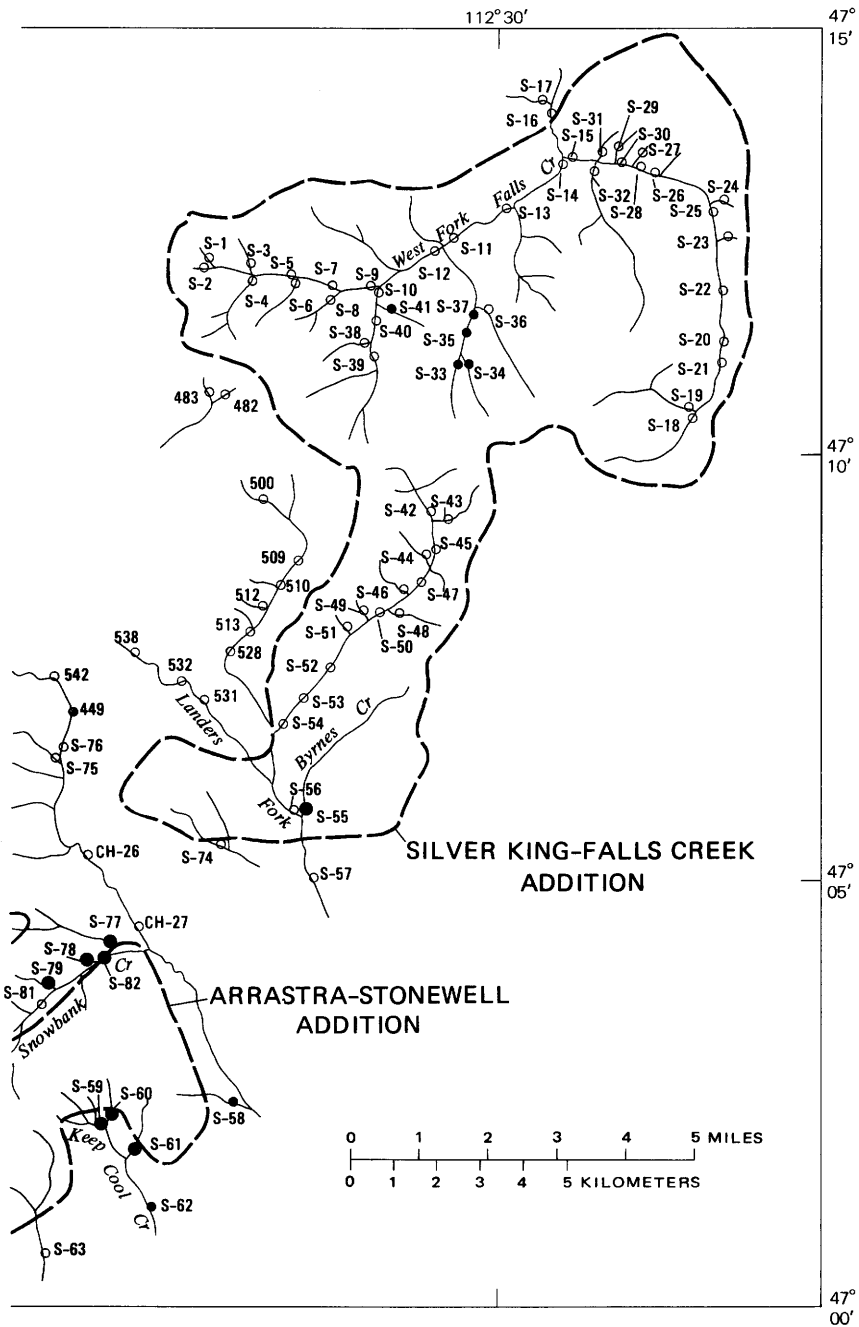 112°30'
47°
15'
S-17
S-16
S-31
S-29
S-15
S-30
S-27
Cr
S-14
S-32
S-28
S-26
S-24
S-25
S-13
Falls
Fork
West
S-11
S-12
S-23
S-1
S-2
S-3
S-5
S-4
S-7
S-6
S-8
S-9
S-10
S-41
S-37
S-36
S-22
S-38
S-40
S-35
S-20
S-39
S-33
S-34
S-21
S-19
S-18
483
482
47°
10'
500
S-42
S-43
S-45
509
S-44
510
S-46
S-47
512
S-49
S-48
513
S-51
S-50
538
528
S-52
532
531
S-53
542
Landers
S-54
Byrnes Cr
449
S-76
S-75
S-56
Fork
S-55
S-74
SILVER KING-FALLS CREEK
ADDITION
CH-26
S-57
47°
05'
S-77
CH-27
S-78
S-79
Cr
S-82
S-81
Snowbank
ARRASTRA-STONEWELL
ADDITION
S-59
S-60
S-58
Keep
S-61
Cool
S-62
Cr
S-63
0 1 2 3 4 5 MILES
0 1 2 3 4 5 KILOMETERS
47°
00'